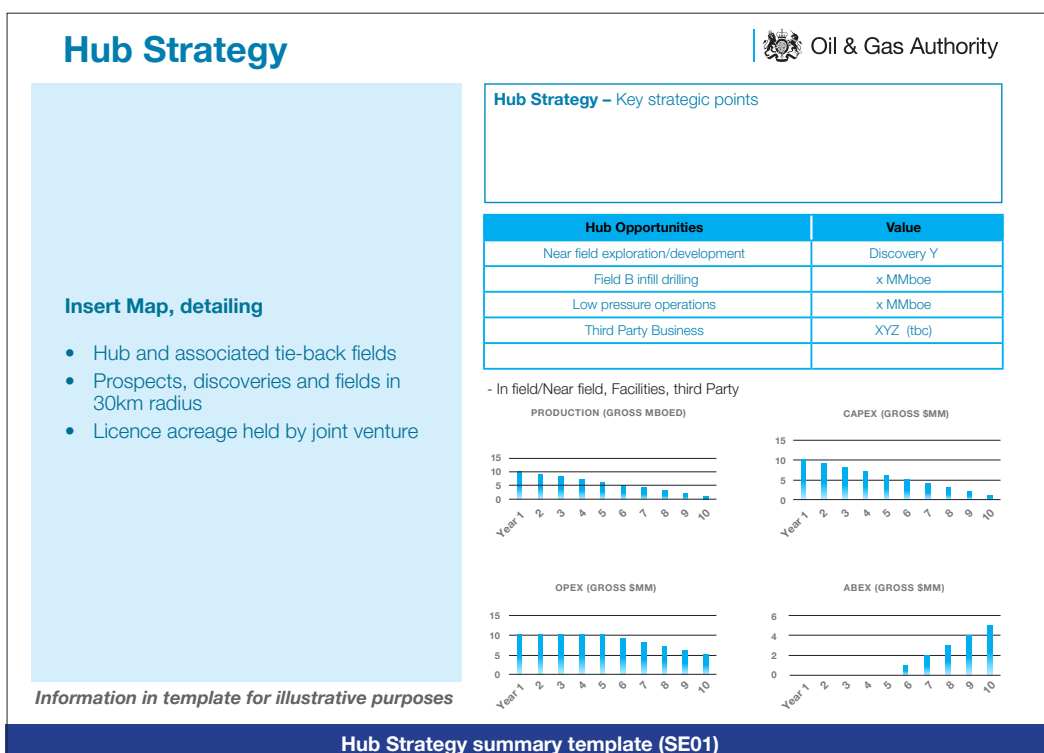 Hub Strategy
Oil & Gas Authority
Insert Map, detailing
• Hub and associated tie-back fields
• Prospects, discoveries and fields in
30km radius
• Licence acreage held by joint venture
Information in template for illustrative purposes
Hub Strategy – Key strategic points
Hub Opportunities Value
Near field exploration/development Discovery Y
Field B infill drilling x MMboe
Low pressure operations x MMboe
Third Party Business XYZ (tbc)
- In field/Near field, Facilities, third Party
PRODUCTION (GROSS MBOED)
15
10
5
0
Year 1 2 3 4 5 6 7 8 9 10
CAPEX (GROSS $MM)
15
10
5
0
Year 1 2 3 4 5 6 7 8 9 10
OPEX (GROSS $MM)
15
10
5
0
Year 1 2 3 4 5 6 7 8 9 10
ABEX (GROSS $MM)
6
4
2
0
Year 1 2 3 4 5 6 7 8 9 10
Hub Strategy summary template (SE01)